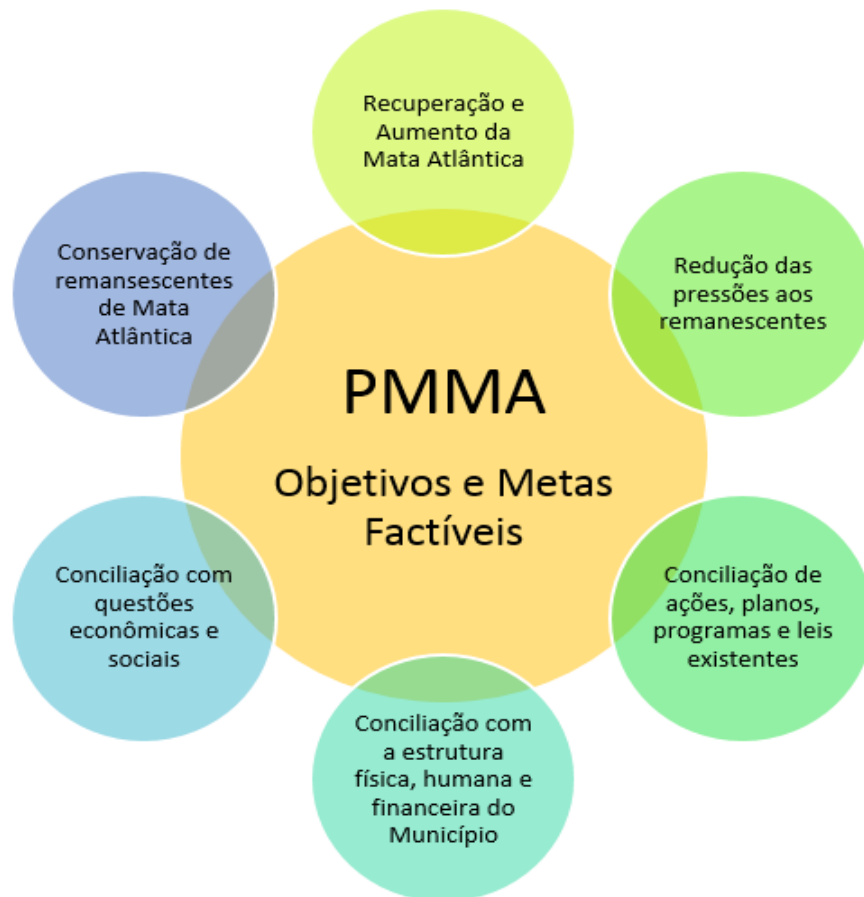 Recuperação e
Aumento da
Mata Atlântica
Redução das
pressões aos
remanescentes
Conciliação de
ações, planos,
programas e leis
existentes
Conciliação com
a estrutura
física, humana e
financeira do
Município
Conciliação com
questões
econômicas e
sociais
Conservação de
remansescentes
de Mata
Atlântica
PMMA
Objetivos e Metas
Factíveis